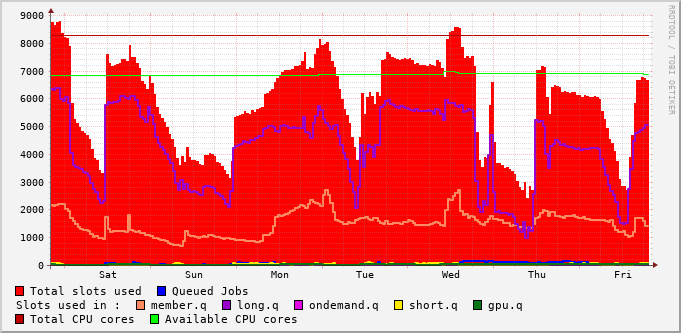 9000
8000
7000
6000
5000
4000
3000
2000
1000
0
Sat Sun Mon Tue Wed Thu Fri
RRDTOOL / TOBI OETIKER
Total slots used Queued Jobs
Slots used in : member.q long.q ondemand.q short.q gpu.q
Total CPU cores Available CPU cores